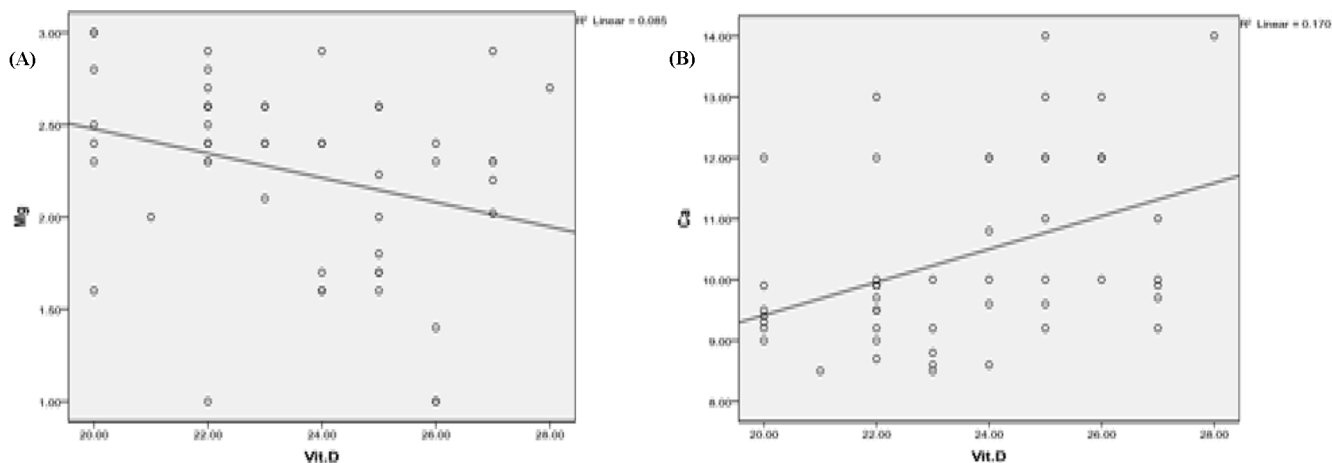 (A)
R² Linear = 0.085
3.00
2.50
2.00
1.50
1.00
Mg
20.00 22.00 24.00 26.00 28.00
Vit.D
(B)
R² Linear = 0.170
14.00
13.00
12.00
11.00
10.00
9.00
8.00
Ca
20.00 22.00 24.00 26.00 28.00
Vit.D